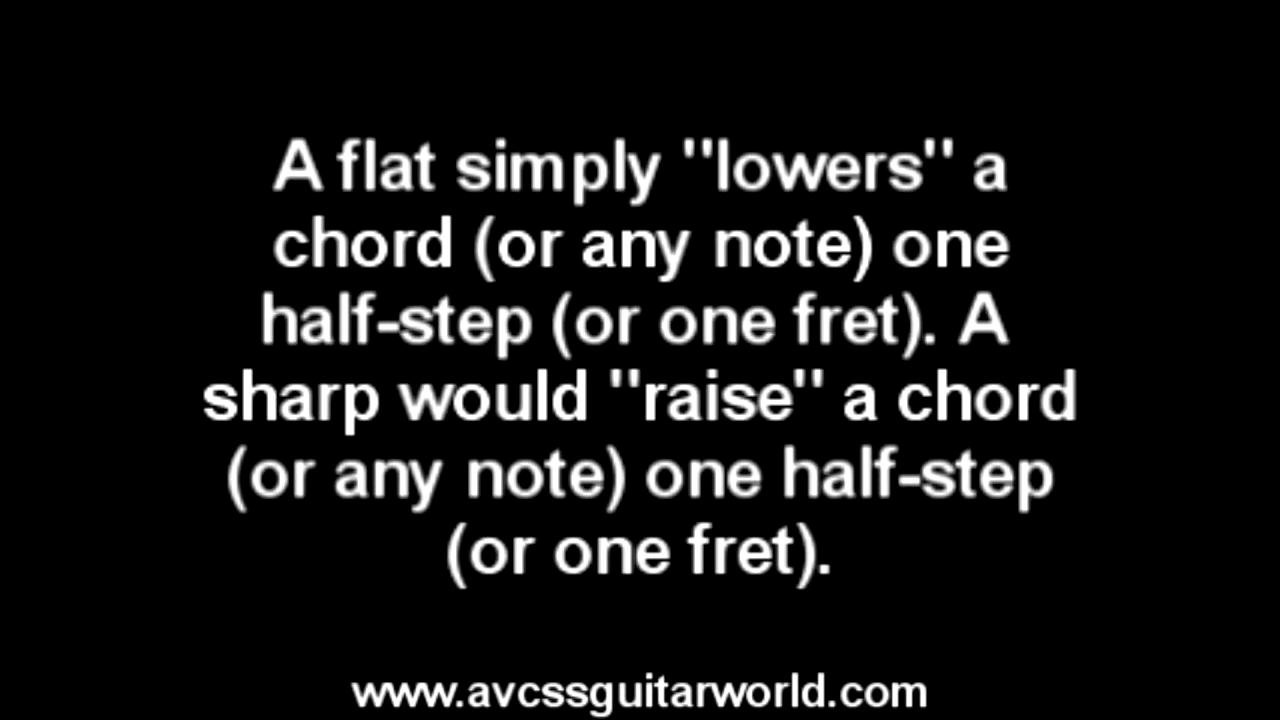 A flat simply "lowers" a
chord (or any note) one
half-step (or one fret). A
sharp would "raise" a chord
(or any note) one half-step
(or one fret).
www.avcssguitarworld.com